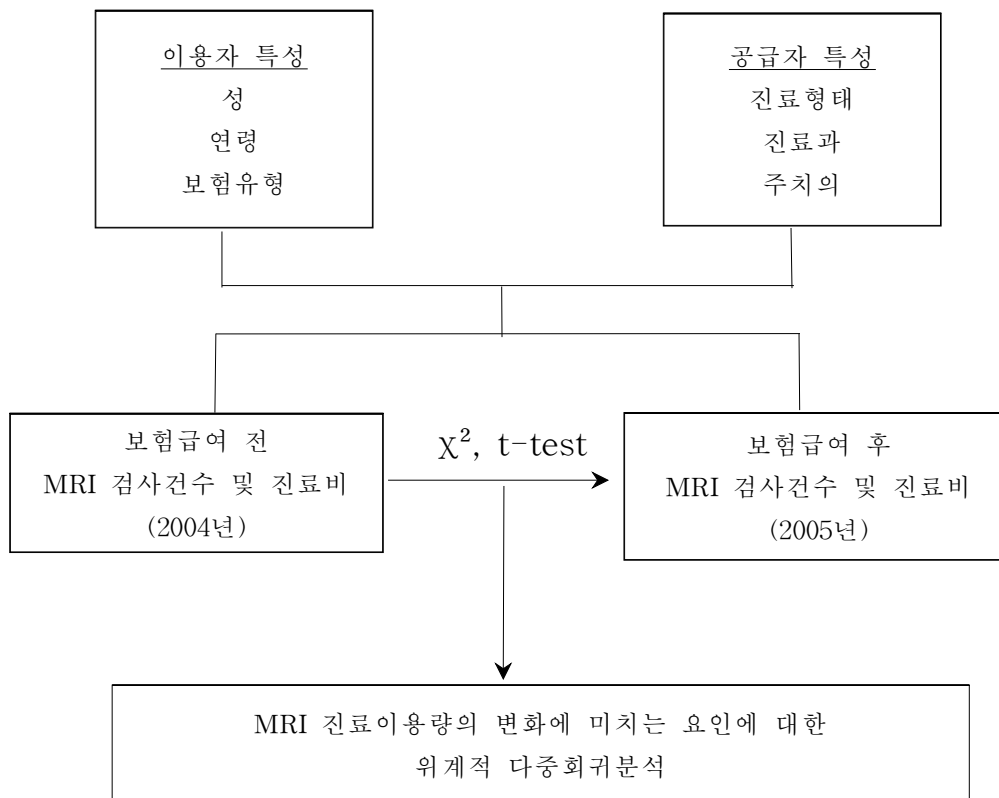 이용자 특성
성
연령
보험유형
공급자 특성
진료형태
진료과
주치의
보험급여 전
MRI 검사건수 및 진료비
(2004년)
χ², t-test
보험급여 후
MRI 검사건수 및 진료비
(2005년)
MRI 진료이용량의 변화에 미치는 요인에 대한
위계적 다중회귀분석